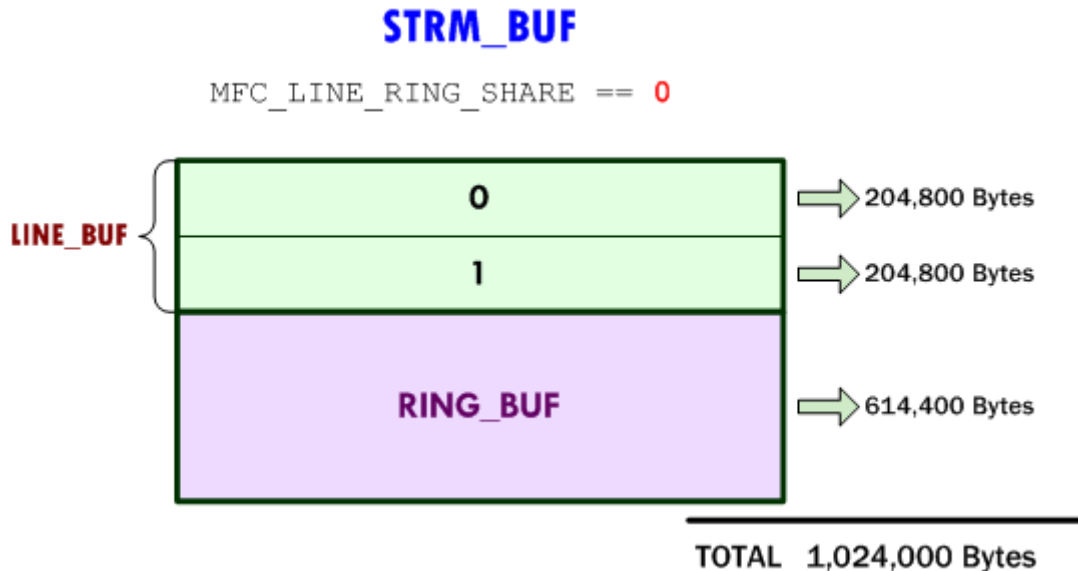 STRM_BUF
MFC_LINE_RING_SHARE == 0
0
204,800 Bytes
LINE_BUF
1
204,800 Bytes
RING_BUF
614,400 Bytes
TOTAL 1,024,000 Bytes